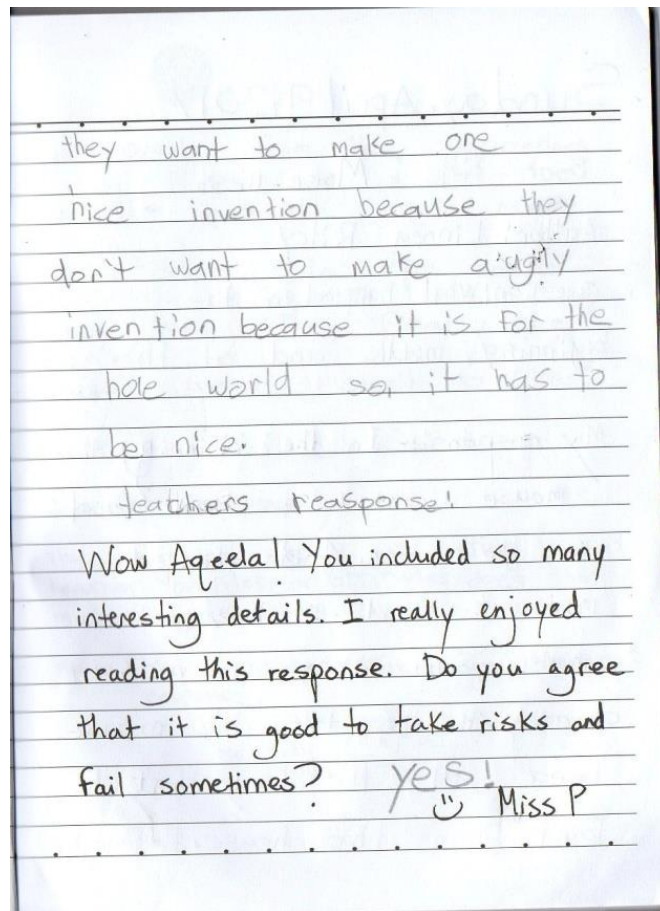 they want to make one
nice invention because they
don't want to make a ugily
invention because it is for the
hole world so, it has to
be nice.
teachers reasponse!
Wow Aqeela! You included so many
interesting details. I really enjoyed
reading this response. Do you agree
that it is good to take risks and
fail sometimes? yes!
Miss P